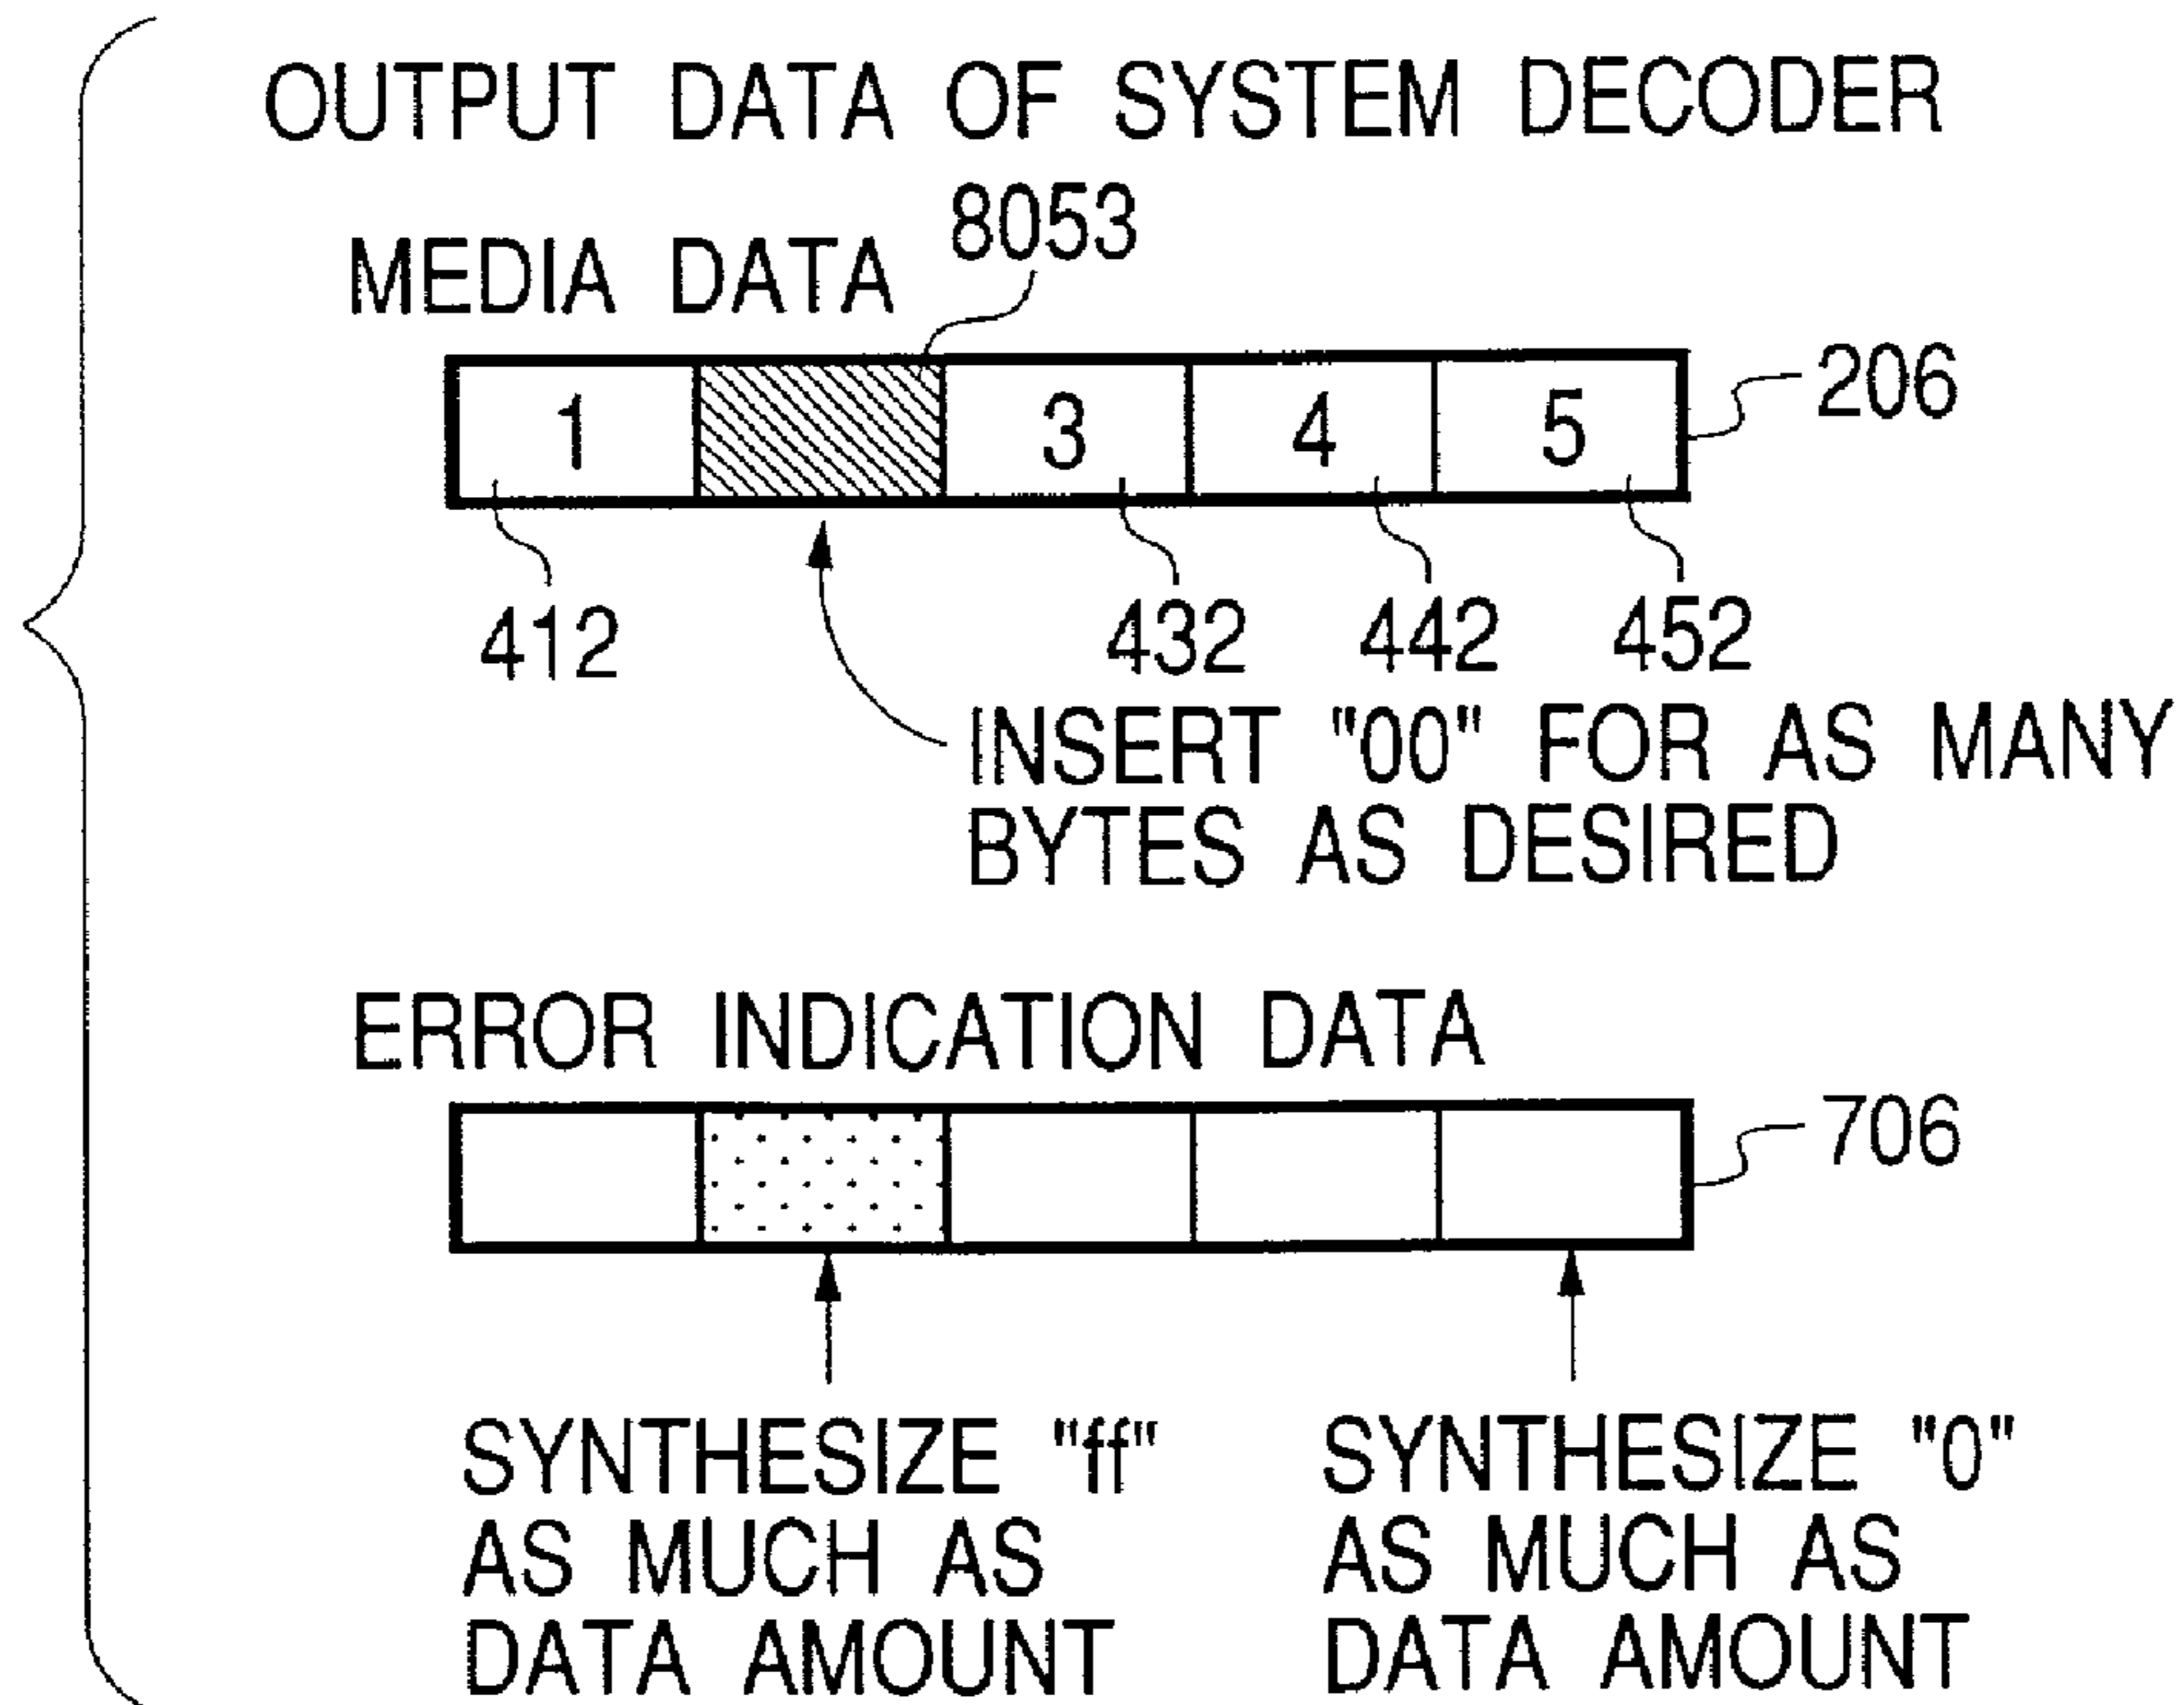 OUTPUT DATA OF SYSTEM DECODER
8053
MEDIA DATA
1 3 4 5
206
412 432 442 452
INSERT "00" FOR AS MANY
BYTES AS DESIRED
ERROR INDICATION DATA
706
SYNTHESIZE "ff"
AS MUCH AS
DATA AMOUNT
SYNTHESIZE "0"
AS MUCH AS
DATA AMOUNT